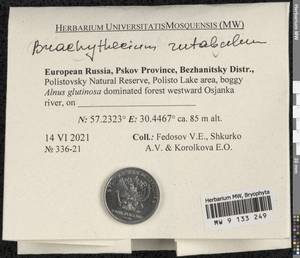 HERBARIUM UNIVERSITATIS MOSQUENSIS (MW)
Brachythecium rutabulum
European Russia, Pskov Province, Bezhanitsky Distr.,
Polistovsky Natural Reserve, Polisto Lake area, boggy
Alnus glutinosa dominated forest westward Osjanka
river, on
N: 57.2323° E: 30.4467° ca. 85 m alt.
14 VI 2021
Coll.: Fedosov V.E., Shkurko
№ 336-21
A.V. & Korolkova E.O.
Herbarium MW, Bryophyta
MW 9 133 249